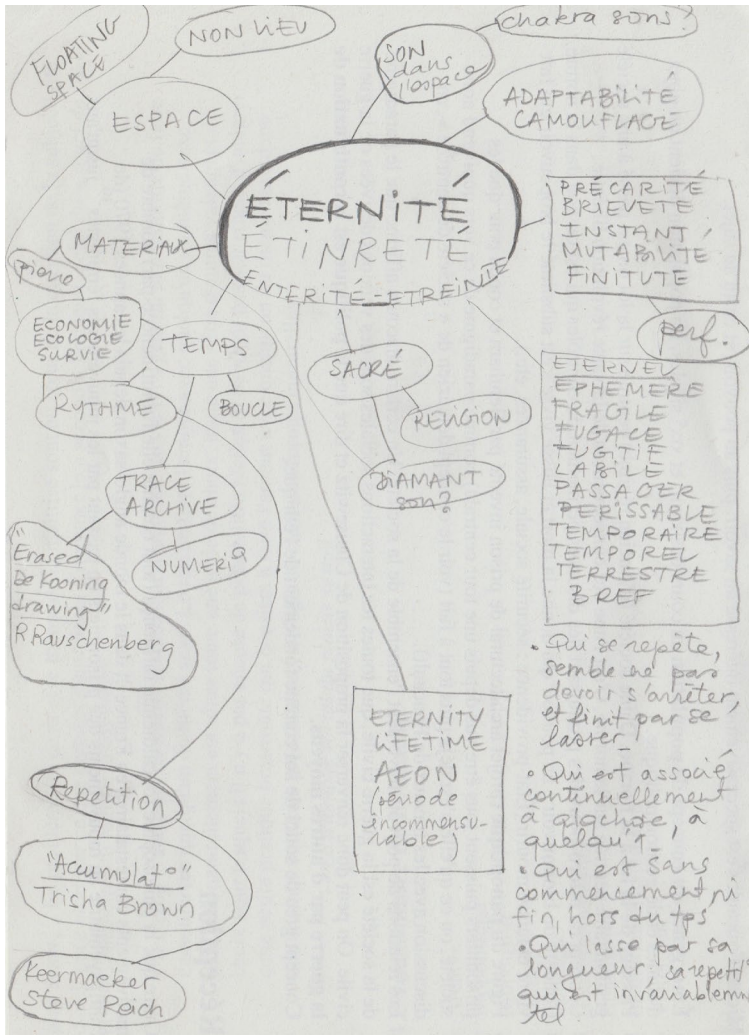 FLOATING
SPACE
NON LIEU
ESPACE
SON
dans
l'espace
chakra sons?
ADAPTABILITÉ
CAMOUFLAGE
ÉTERNITÉ
ÉTINRETÉ
ENTERITÉ-ETREINTE
PRÉCARITÉ
BRIEVETE
INSTANT
MUTABILITE
FINITUTE
perf.
MATERIAUX
piano
ECONOMIE
ECOLOGIE
SURVIE
TEMPS
RYTHME
BOUCLE
SACRÉ
RELIGION
DIAMANT
son?
ETERNEL
EPHEMERE
FRAGILE
FUGACE
FUGITIF
LABILE
PASSAGER
PERISSABLE
TEMPORAIRE
TEMPOREL
TERRESTRE
BREF
TRACE
ARCHIVE
NUMERIQ
"Erased
De Kooning
drawing"
R Rauschenberg
ETERNITY
LIFETIME
AEON
(période
incommensu-
rable)
• Qui se repète,
semble ne pas
devoir s'arrêter,
et finit par se
lasser_
• Qui est associé
continuellement
à qlqchose, à
quelqu'1_
• Qui est sans
commencement ni
fin, hors du tps
• Qui lasse par sa
longueur, sa repetit°
qui est invariablemn
tel
Repetition
"Accumulat°"
Trisha Brown
Keermaeker
Steve Reich